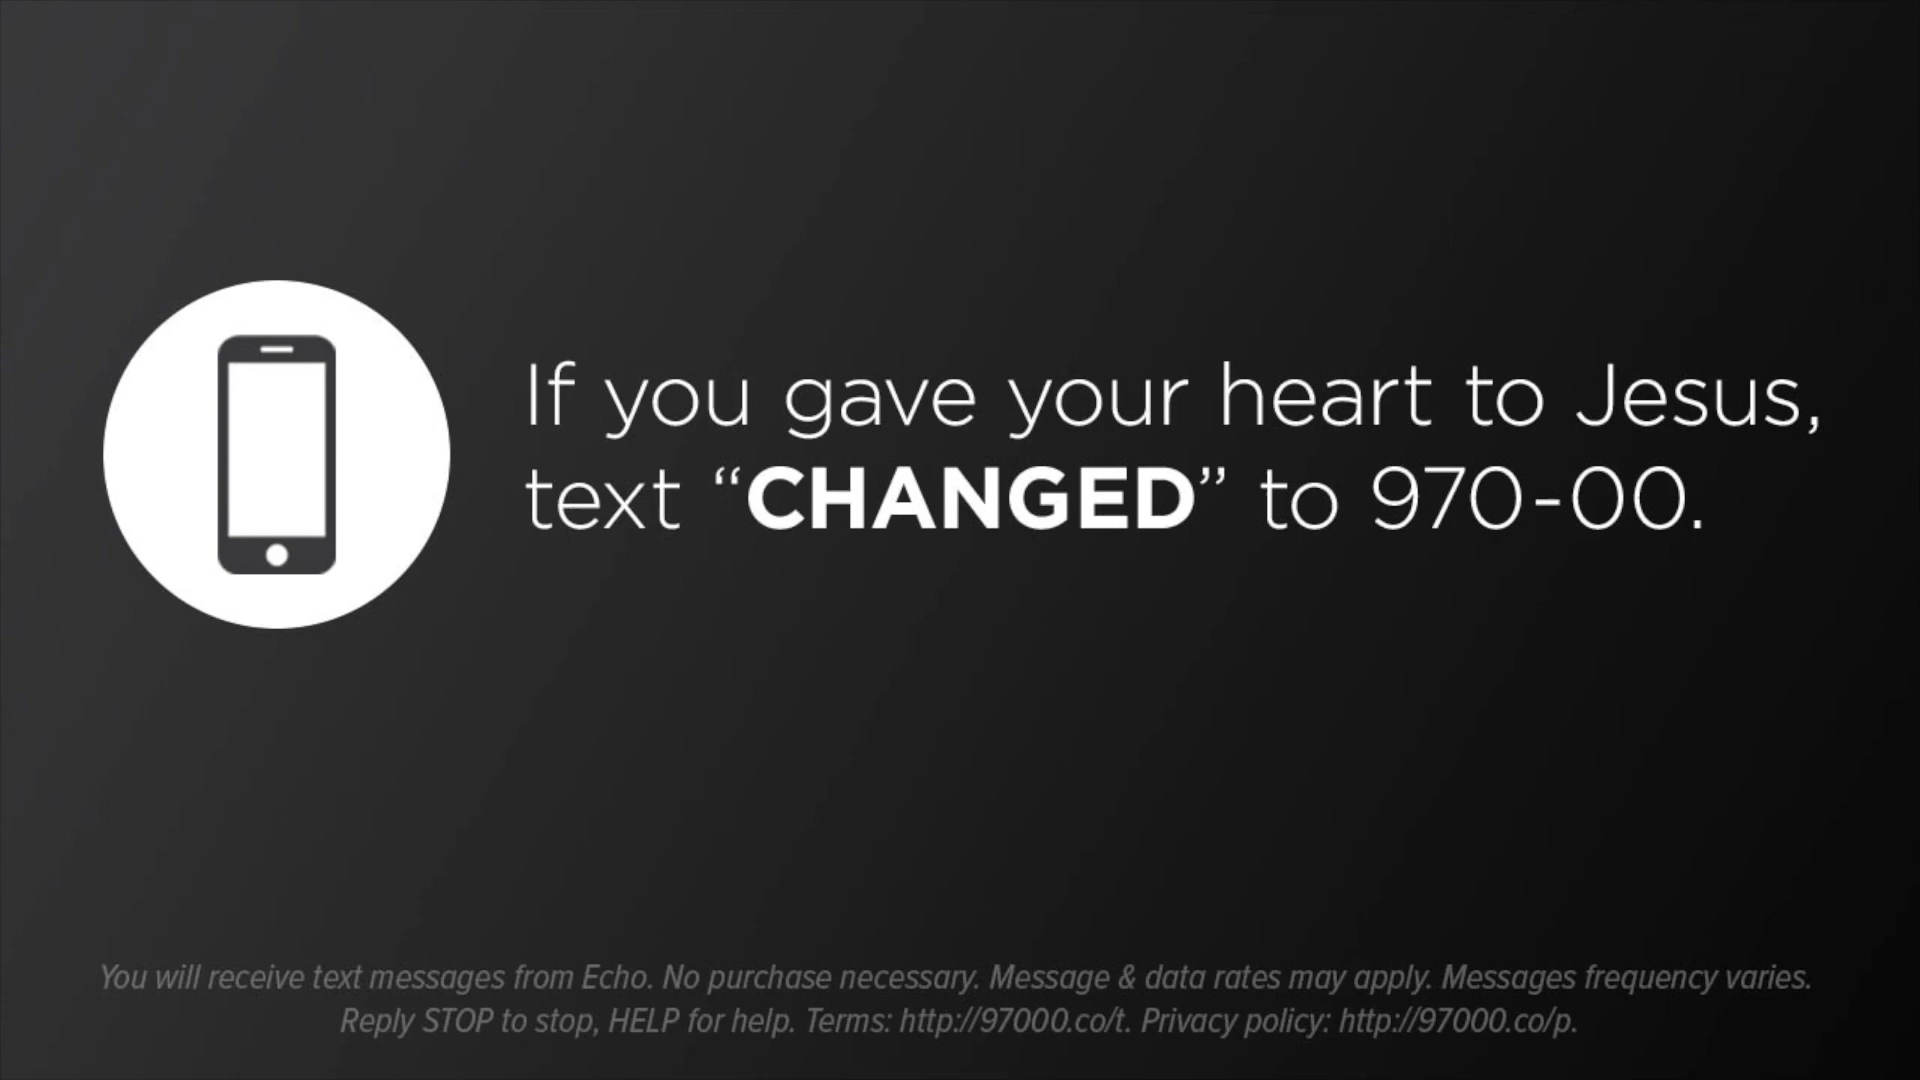 If you gave your heart to Jesus,
text “CHANGED” to 970-00.
You will receive text messages from Echo. No purchase necessary. Message & data rates may apply. Messages frequency varies.
Reply STOP to stop, HELP for help. Terms: http://97000.co/t. Privacy policy: http://97000.co/p.